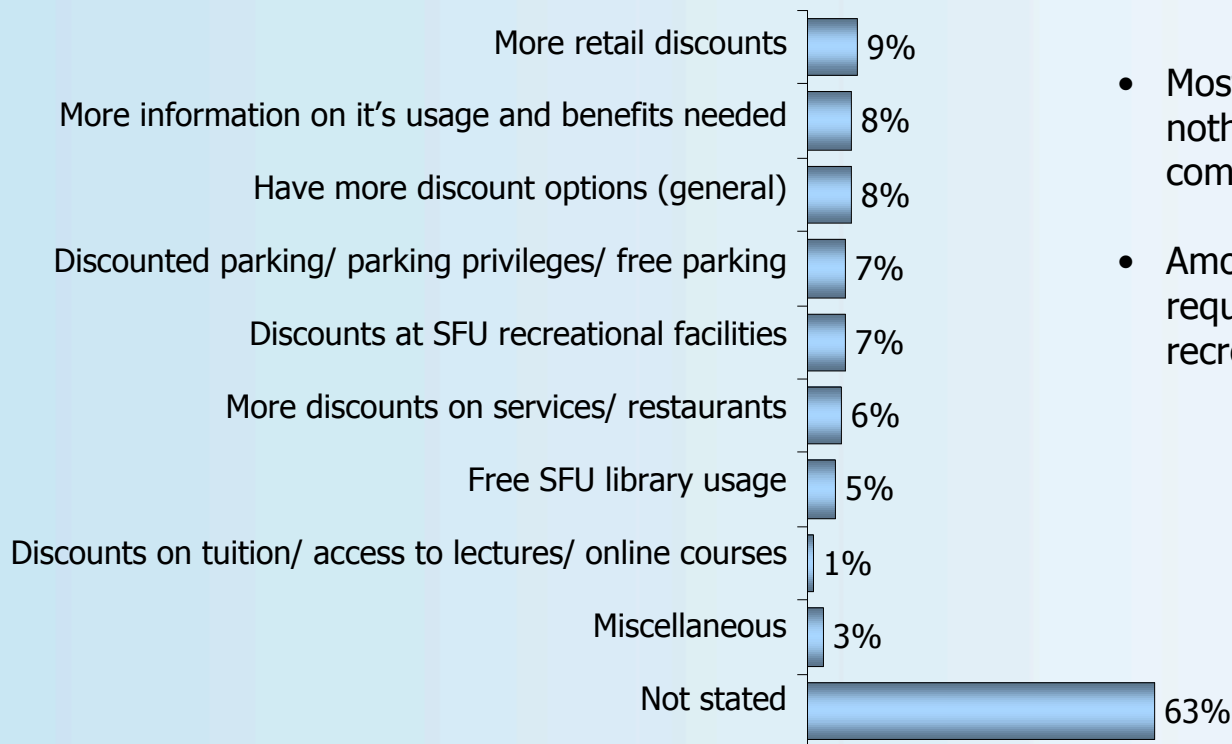 More retail discounts 9%
More information on it's usage and benefits needed 8%
Have more discount options (general) 8%
Discounted parking/ parking privileges/ free parking 7%
Discounts at SFU recreational facilities 7%
More discounts on services/ restaurants 6%
Free SFU library usage 5%
Discounts on tuition/ access to lectures/ online courses 1%
Miscellaneous 3%
Not stated 63%